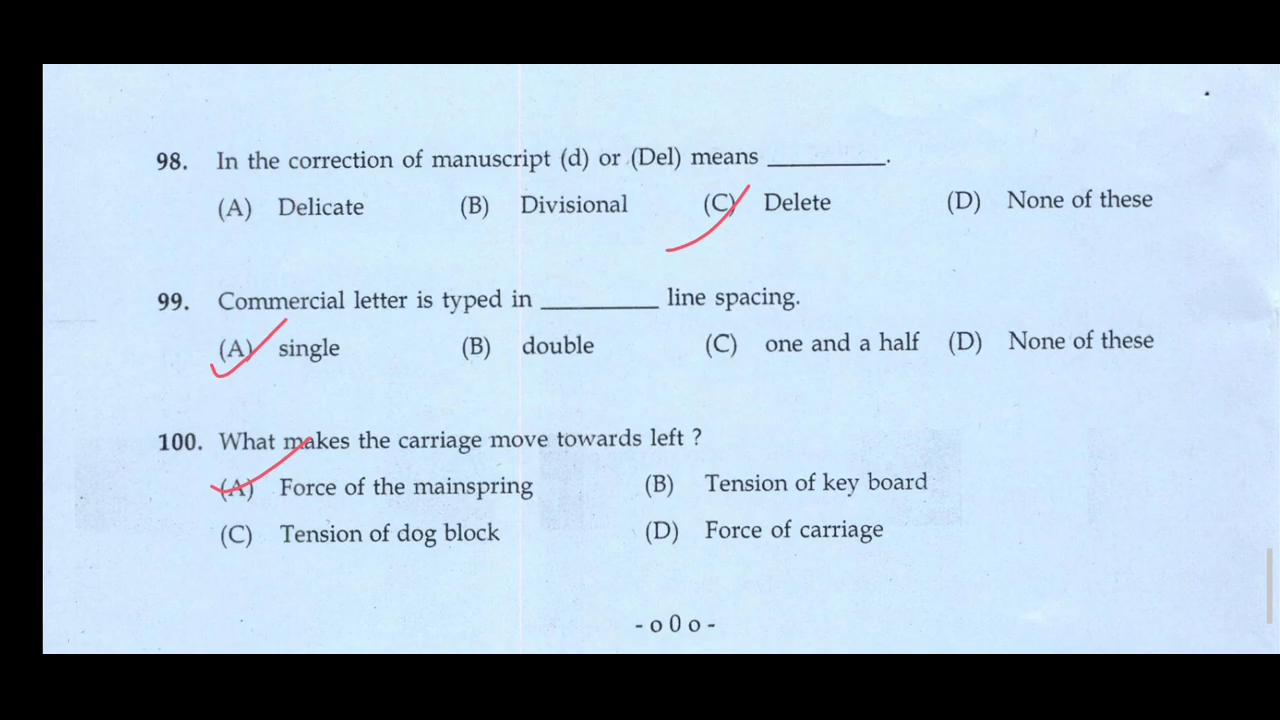 98. In the correction of manuscript (d) or (Del) means __________.
(A) Delicate (B) Divisional (C) Delete (D) None of these
99. Commercial letter is typed in __________ line spacing.
(A) single (B) double (C) one and a half (D) None of these
100. What makes the carriage move towards left ?
(A) Force of the mainspring (B) Tension of key board
(C) Tension of dog block (D) Force of carriage
- o 0 o -